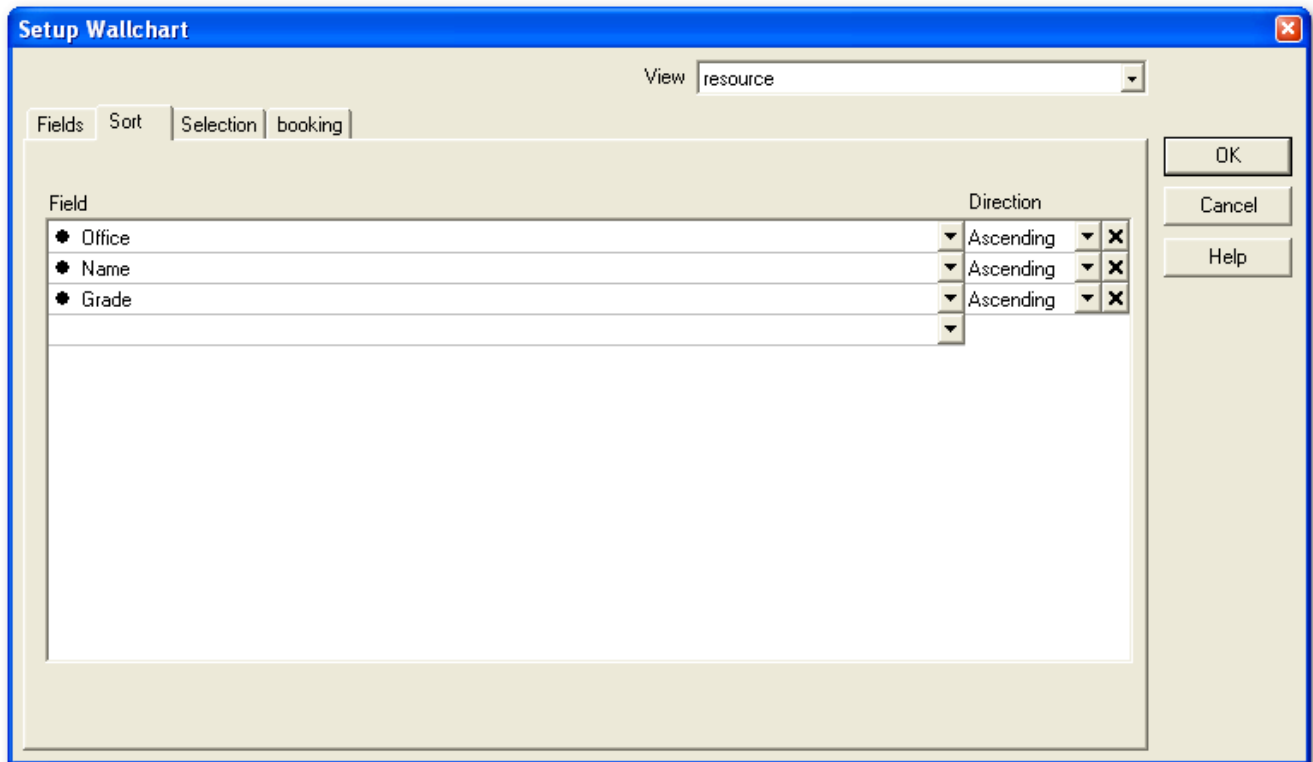 Setup Wallchart
View resource
Fields Sort Selection booking
OK
Field Direction
Cancel
Office Ascending
Help
Name Ascending
Grade Ascending